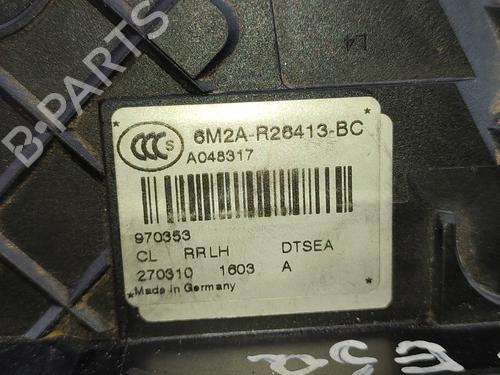 B-PARTS
CCC S
6M2A-R26413-BC
A048317
970353
CL RRLH DTSEA
270310 1603 A
Made in Germany